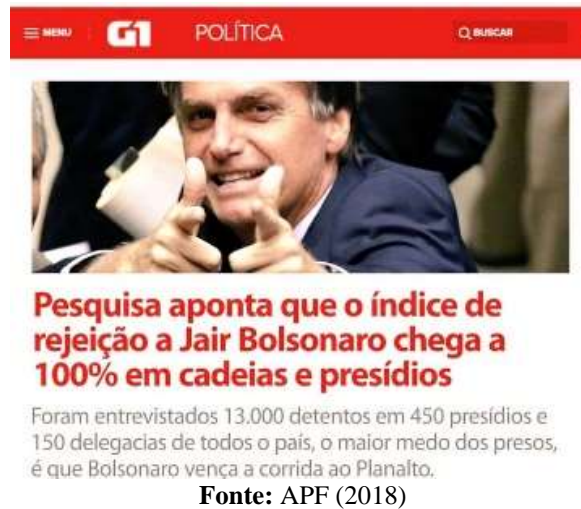 MENU G1 POLÍTICA BUSCAR
Pesquisa aponta que o índice de
rejeição a Jair Bolsonaro chega a
100% em cadeias e presídios
Foram entrevistados 13.000 detentos em 450 presídios e
150 delegacias de todos o país, o maior medo dos presos,
é que Bolsonaro vença a corrida ao Planalto.
Fonte: APF (2018)